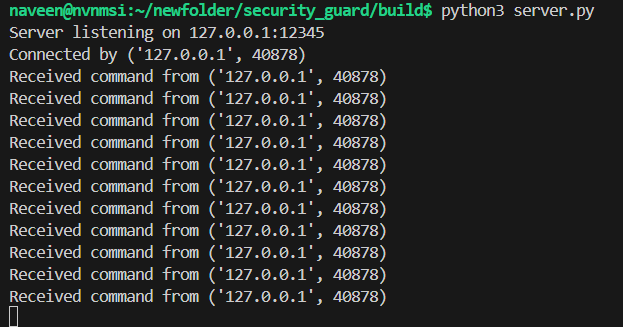 naveen@nvnmsi:~/newfolder/security_guard/build$ python3 server.py
Server listening on 127.0.0.1:12345
Connected by ('127.0.0.1', 40878)
Received command from ('127.0.0.1', 40878)
Received command from ('127.0.0.1', 40878)
Received command from ('127.0.0.1', 40878)
Received command from ('127.0.0.1', 40878)
Received command from ('127.0.0.1', 40878)
Received command from ('127.0.0.1', 40878)
Received command from ('127.0.0.1', 40878)
Received command from ('127.0.0.1', 40878)
Received command from ('127.0.0.1', 40878)
Received command from ('127.0.0.1', 40878)
Received command from ('127.0.0.1', 40878)